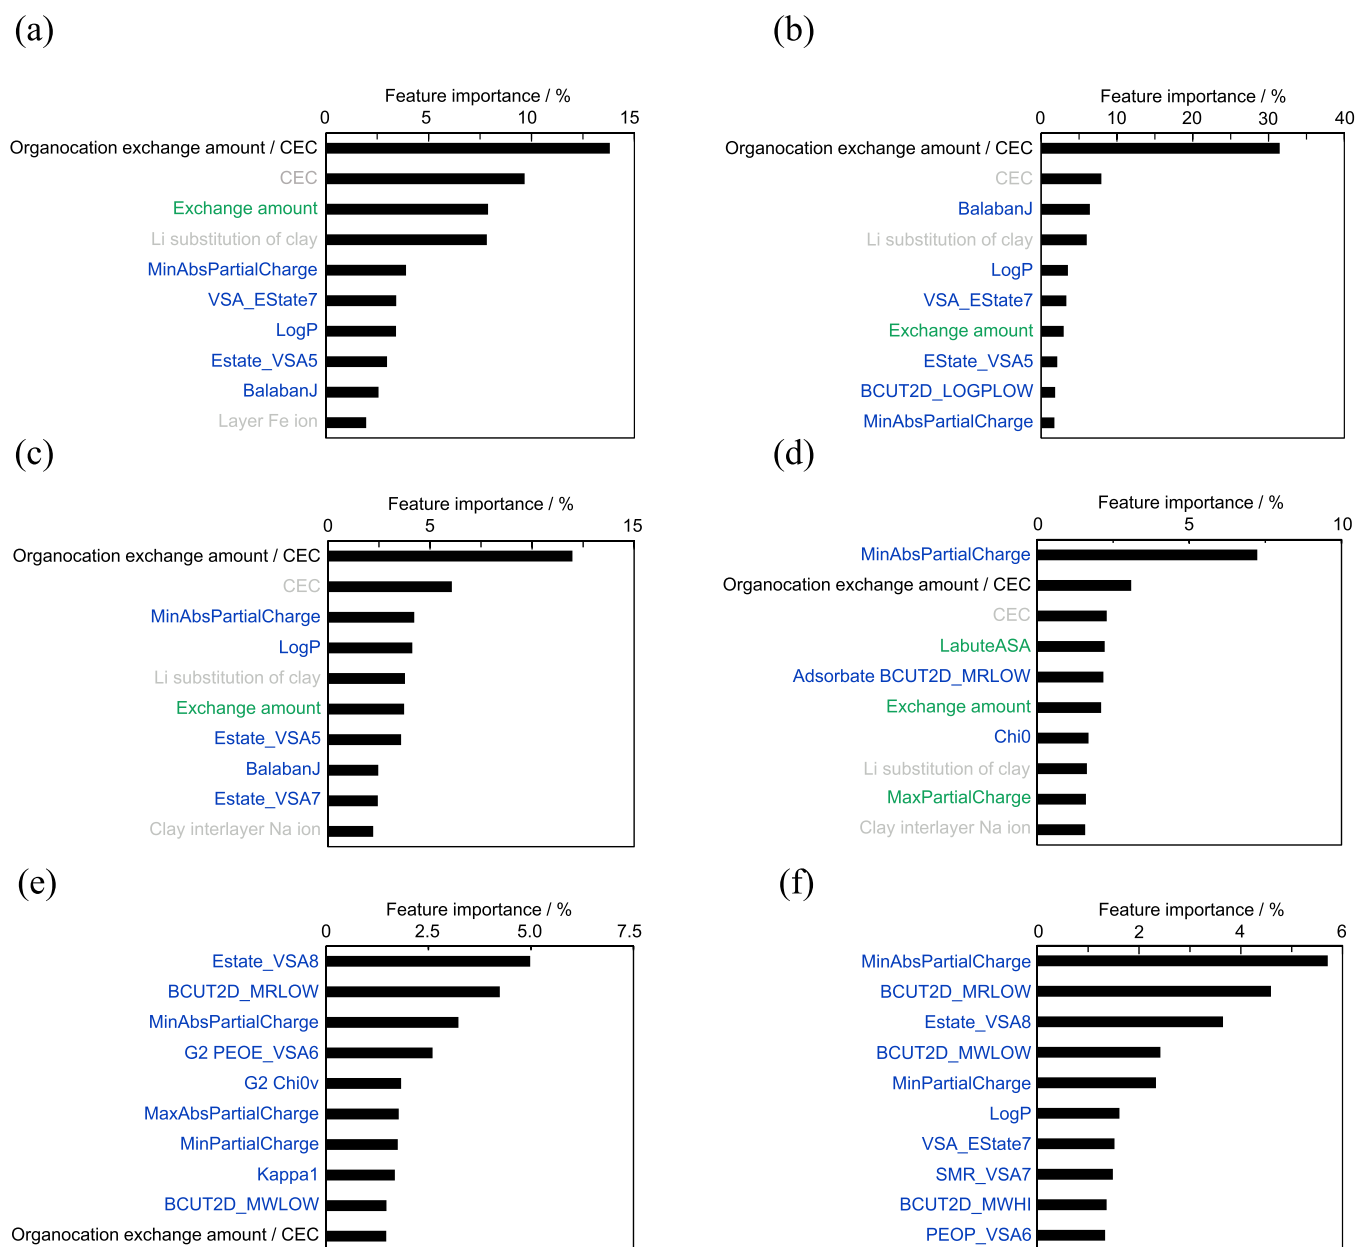 (a)
Feature importance / %
0 5 10 15
Organocation exchange amount / CEC
CEC
Exchange amount
Li substitution of clay
MinAbsPartialCharge
VSA_EState7
LogP
Estate_VSA5
BalabanJ
Layer Fe ion
(b)
Feature importance / %
0 10 20 30 40
Organocation exchange amount / CEC
CEC
BalabanJ
Li substitution of clay
LogP
VSA_EState7
Exchange amount
EState_VSA5
BCUT2D_LOGPLOW
MinAbsPartialCharge
(c)
Feature importance / %
0 5 15
Organocation exchange amount / CEC
CEC
MinAbsPartialCharge
LogP
Li substitution of clay
Exchange amount
Estate_VSA5
BalabanJ
Estate_VSA7
Clay interlayer Na ion
(d)
Feature importance / %
0 5 10
MinAbsPartialCharge
Organocation exchange amount / CEC
CEC
LabuteASA
Adsorbate BCUT2D_MRLOW
Exchange amount
Chi0
Li substitution of clay
MaxPartialCharge
Clay interlayer Na ion
(e)
Feature importance / %
0 2.5 5.0 7.5
Estate_VSA8
BCUT2D_MRLOW
MinAbsPartialCharge
G2 PEOE_VSA6
G2 Chi0v
MaxAbsPartialCharge
MinPartialCharge
Kappa1
BCUT2D_MWLOW
Organocation exchange amount / CEC
(f)
Feature importance / %
0 2 4 6
MinAbsPartialCharge
BCUT2D_MRLOW
Estate_VSA8
BCUT2D_MWLOW
MinPartialCharge
LogP
VSA_EState7
SMR_VSA7
BCUT2D_MWHI
PEOP_VSA6